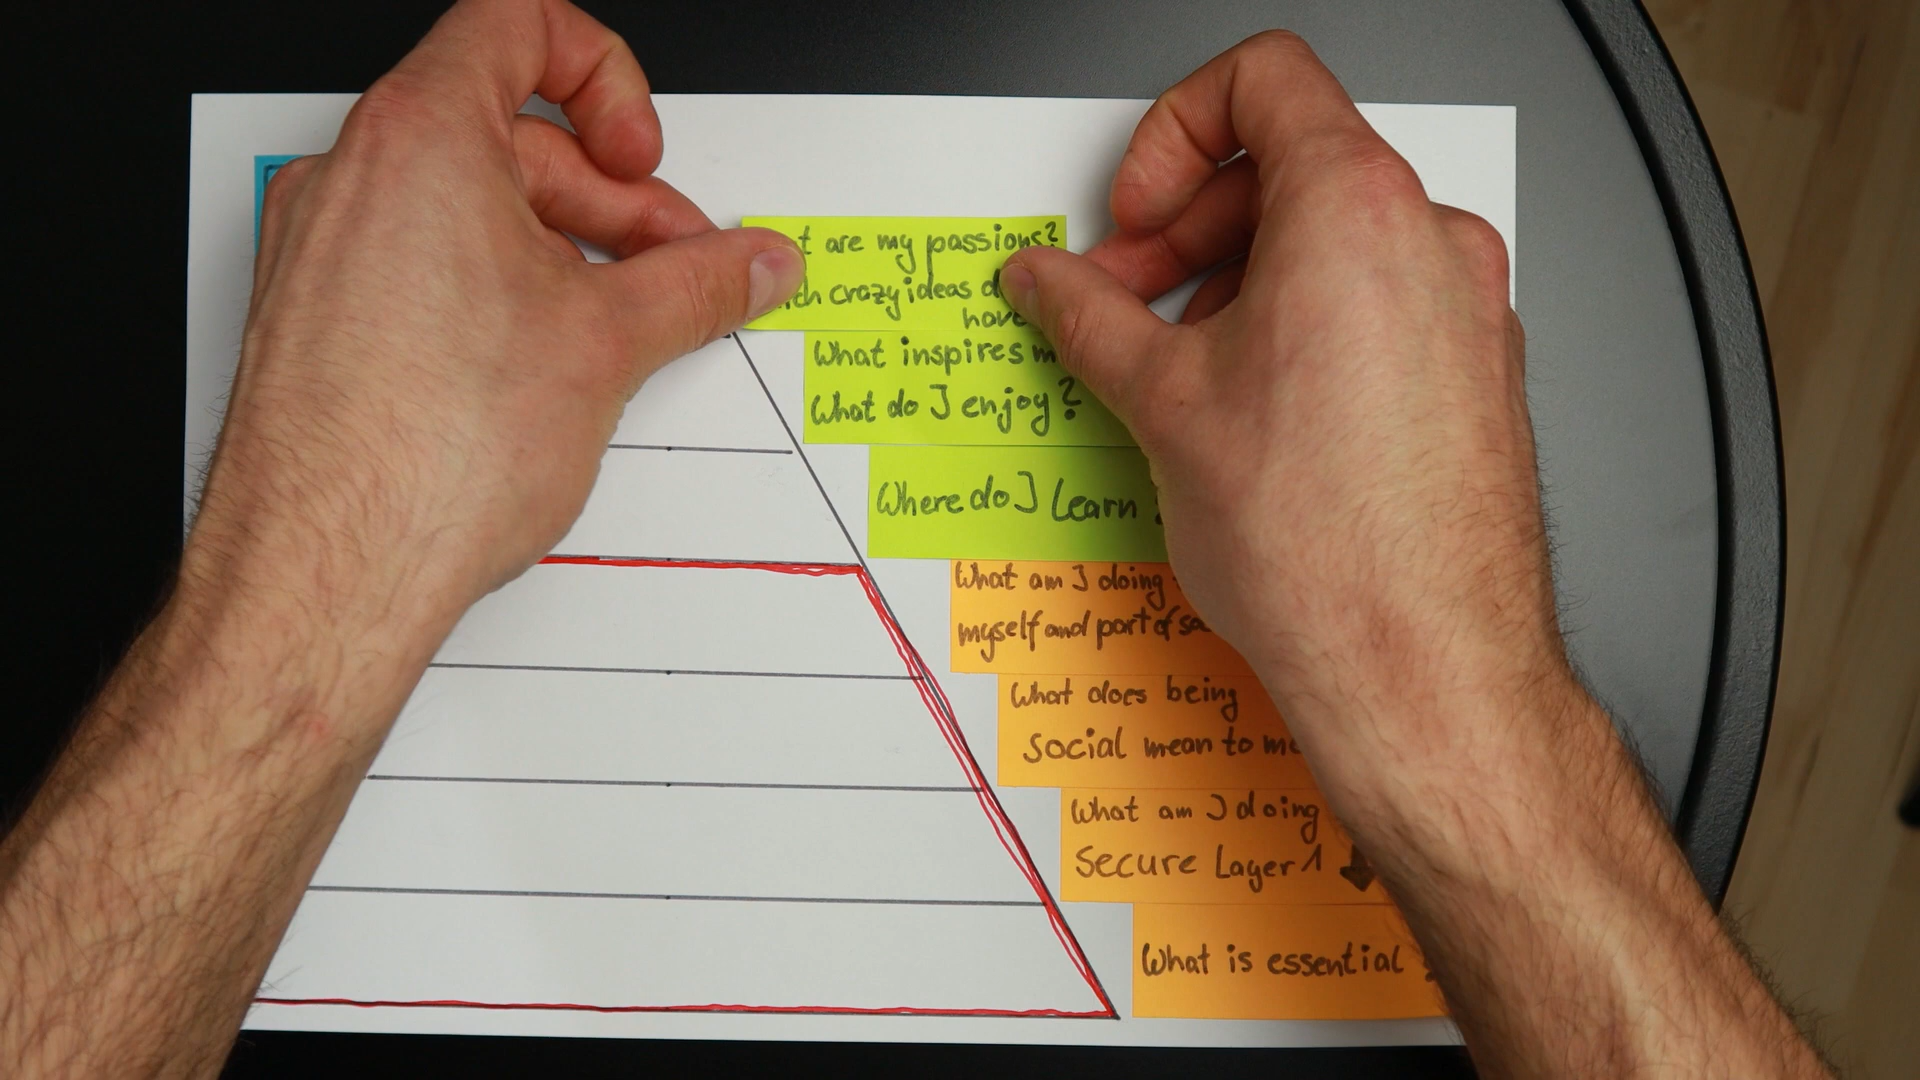 are my passions?
crazy ideas
have
What inspires
What do I enjoy?
Where do I learn
What am I doing
myself and part of
What does being
social mean to
What am I doing
secure Layer 1 ↓
What is essential